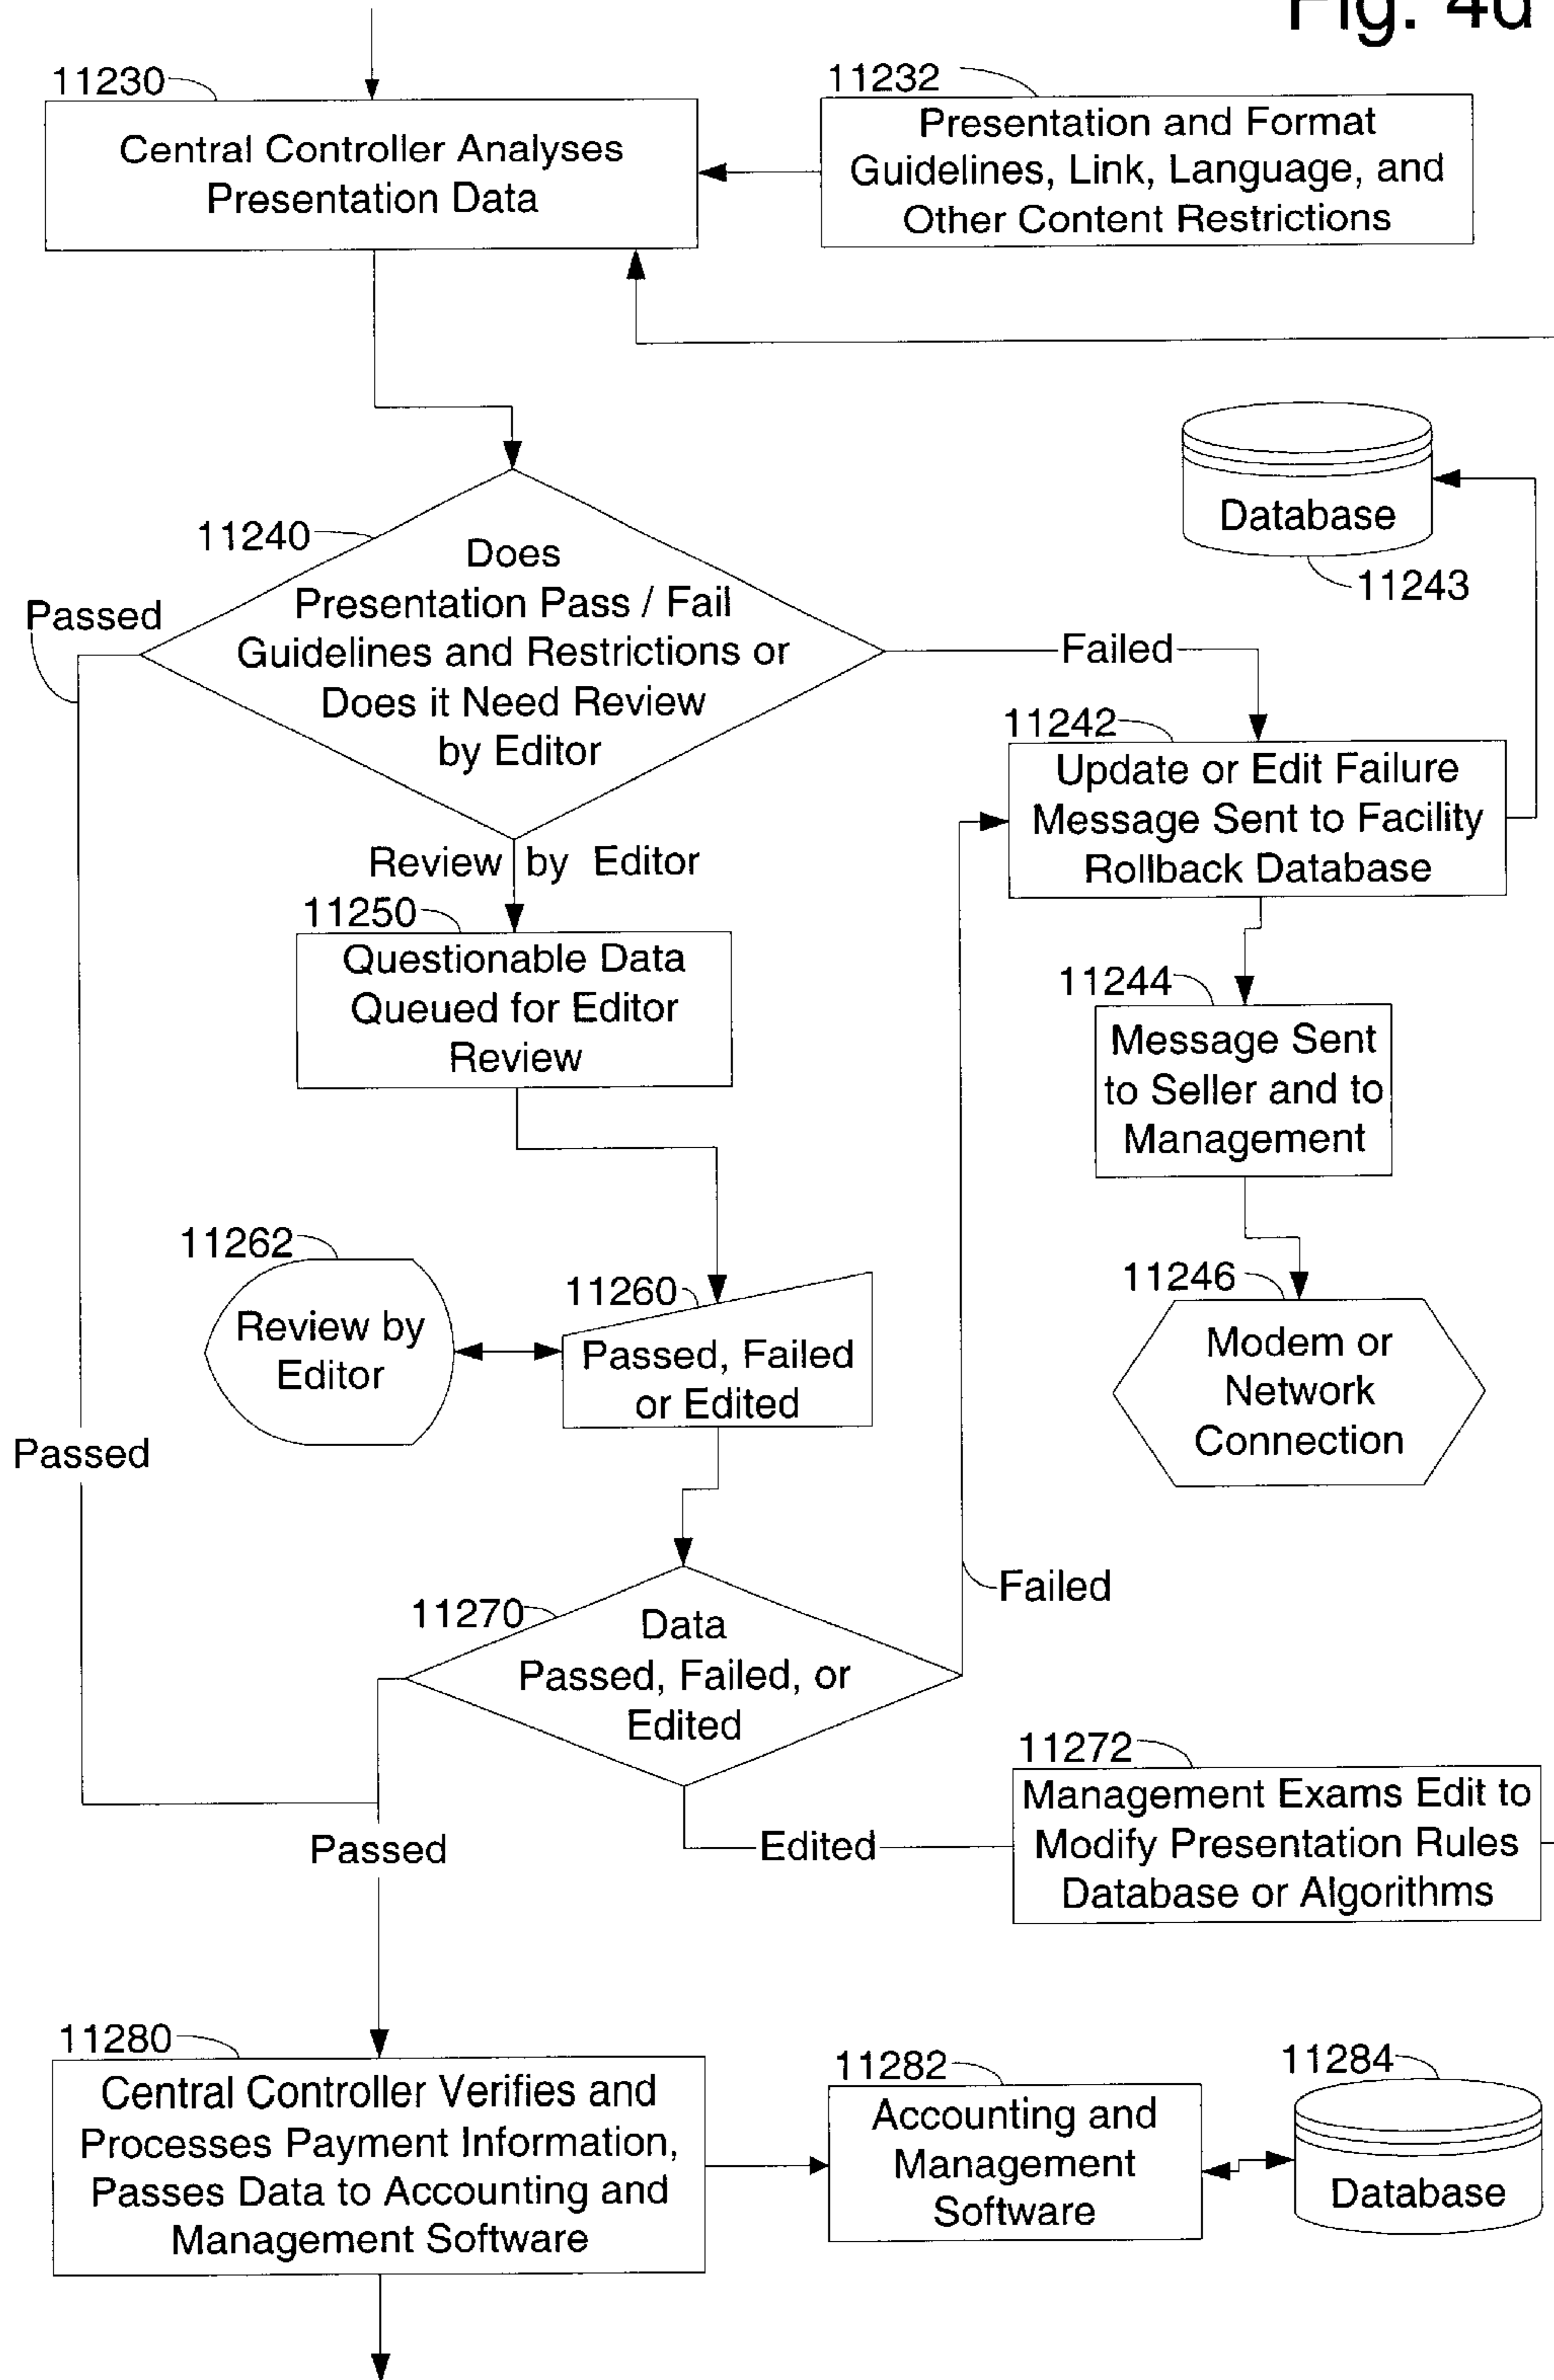 Fig. 4d
11230
Central Controller Analyses
Presentation Data
11232
Presentation and Format
Guidelines, Link, Language, and
Other Content Restrictions
Database
11243
11240
Does
Presentation Pass / Fail
Guidelines and Restrictions or
Does it Need Review
by Editor
Passed
Failed
11242
Update or Edit Failure
Message Sent to Facility
Rollback Database
Review by Editor
11250
Questionable Data
Queued for Editor
Review
11244
Message Sent
to Seller and to
Management
11262
Review by
Editor
11260
Passed, Failed
or Edited
11246
Modem or
Network
Connection
Passed
Failed
11270
Data
Passed, Failed, or
Edited
11272
Management Exams Edit to
Modify Presentation Rules
Database or Algorithms
Edited
Passed
11280
Central Controller Verifies and
Processes Payment Information,
Passes Data to Accounting and
Management Software
11282
Accounting and
Management
Software
11284
Database